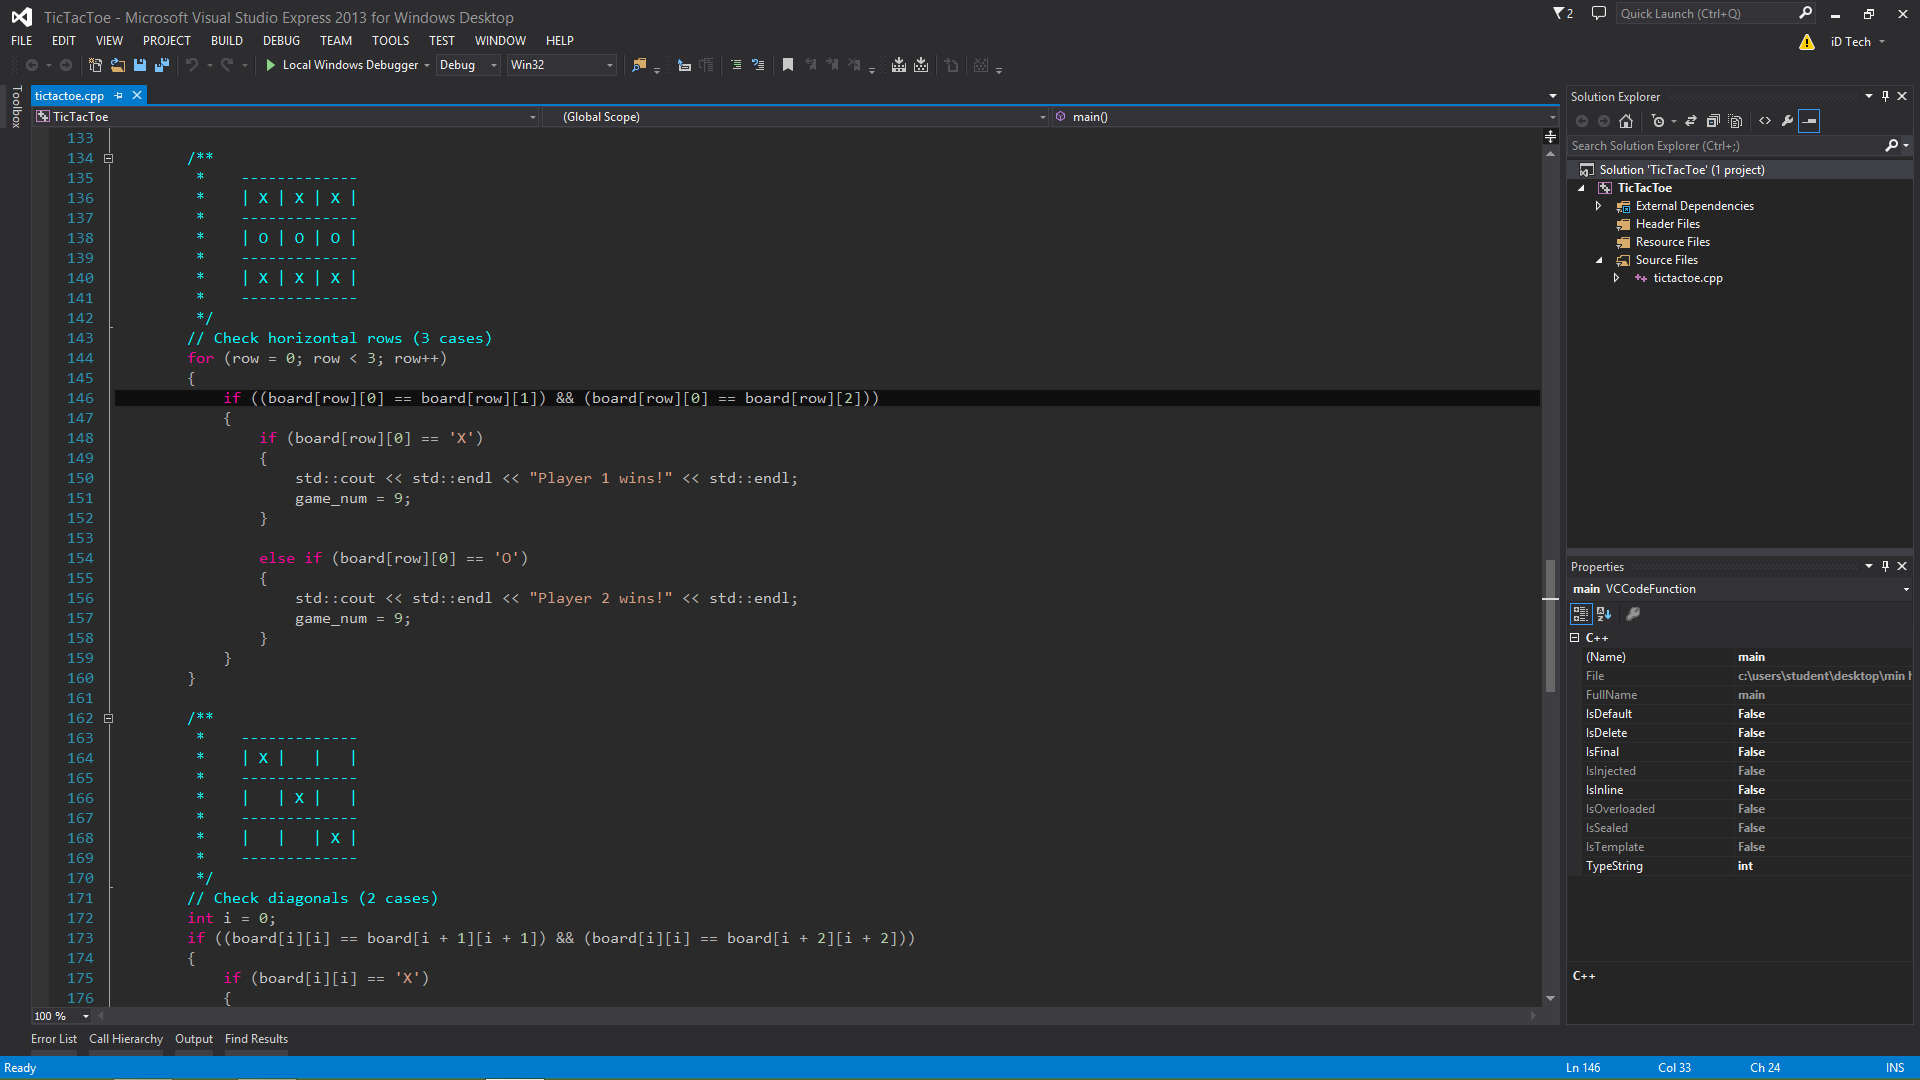 TicTacToe - Microsoft Visual Studio Express 2013 for Windows Desktop
2
Quick Launch (Ctrl+Q)
FILE EDIT VIEW PROJECT BUILD DEBUG TEAM TOOLS TEST WINDOW HELP
iD Tech
Local Windows Debugger Debug Win32
Toolbox
tictactoe.cpp
TicTacToe (Global Scope) main()
133
134 /**
135 * -------------
136 * | X | X | X |
137 * -------------
138 * | O | O | O |
139 * -------------
140 * | X | X | X |
141 * -------------
142 */
143 // Check horizontal rows (3 cases)
144 for (row = 0; row < 3; row++)
145 {
146 if ((board[row][0] == board[row][1]) && (board[row][0] == board[row][2]))
147 {
148 if (board[row][0] == 'X')
149 {
150 std::cout << std::endl << "Player 1 wins!" << std::endl;
151 game_num = 9;
152 }
153
154 else if (board[row][0] == 'O')
155 {
156 std::cout << std::endl << "Player 2 wins!" << std::endl;
157 game_num = 9;
158 }
159 }
160 }
161
162 /**
163 * -------------
164 * | X |   |   |
165 * -------------
166 * |   | X |   |
167 * -------------
168 * |   |   | X |
169 * -------------
170 */
171 // Check diagonals (2 cases)
172 int i = 0;
173 if ((board[i][i] == board[i + 1][i + 1]) && (board[i][i] == board[i + 2][i + 2]))
174 {
175 if (board[i][i] == 'X')
176 {
100 %
Solution Explorer
Search Solution Explorer (Ctrl+;)
Solution 'TicTacToe' (1 project)
TicTacToe
External Dependencies
Header Files
Resource Files
Source Files
tictactoe.cpp
Properties
main VCCodeFunction
C++
(Name) main
File c:\users\student\desktop\min
FullName main
IsDefault False
IsDelete False
IsFinal False
IsInjected False
IsInline False
IsOverloaded False
IsSealed False
IsTemplate False
TypeString int
C++
Error List Call Hierarchy Output Find Results
Ready Ln 146 Col 33 Ch 24 INS